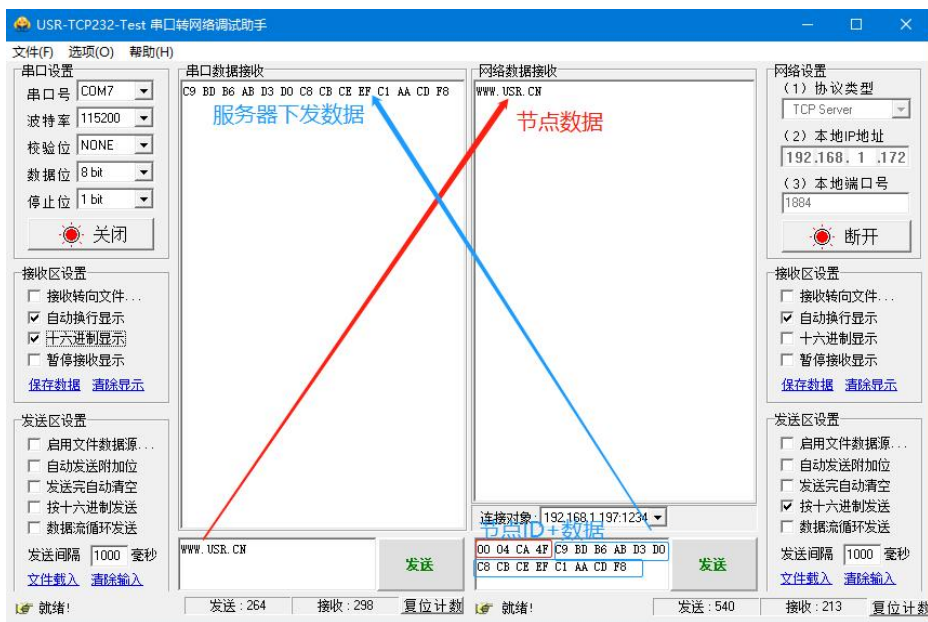 USR-TCP232-Test 串口转网络调试助手
文件(F) 选项(O) 帮助(H)
串口设置
串口号 COM7
波特率 115200
校验位 NONE
数据位 8 bit
停止位 1 bit
关闭
接收区设置
接收转向文件...
自动换行显示
十六进制显示
暂停接收显示
保存数据 清除显示
发送区设置
启用文件数据源...
自动发送附加位
发送完自动清空
按十六进制发送
数据流循环发送
发送间隔 1000 毫秒
文件载入 清除输入
就绪!
串口数据接收
C9 BD B6 AB D3 D0 C8 CB CE EF C1 AA CD F8
服务器下发数据
WWW.USR.CN
发送
发送 : 264 接收 : 298 复位计数
网络数据接收
WWW.USR.CN
节点数据
连接对象: 192.168.1.197:1234
节点ID+数据
00 04 CA 4F C9 BD B6 AB D3 D0
C8 CB CE EF C1 AA CD F8
发送
就绪!
发送 : 540 接收 : 213 复位计数
网络设置
(1) 协议类型
TCP Server
(2) 本地IP地址
192.168. 1 .172
(3) 本地端口号
1884
断开
接收区设置
接收转向文件...
自动换行显示
十六进制显示
暂停接收显示
保存数据 清除显示
发送区设置
启用文件数据源...
自动发送附加位
发送完自动清空
按十六进制发送
数据流循环发送
发送间隔 1000 毫秒
文件载入 清除输入